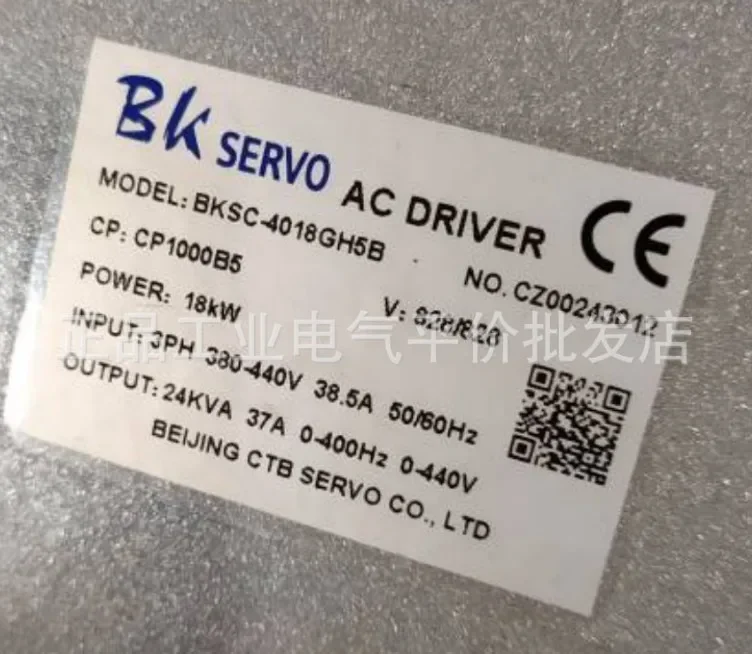 BK SERVO AC DRIVER CE
MODEL: BKSC-4018GH5B
NO. CZ00243012
CP: CP1000B5
POWER: 18kW
V: 828/828
INPUT: 3PH 380-440V 38.5A 50/60Hz
OUTPUT: 24KVA 37A 0-400Hz 0-440V
BEIJING CTB SERVO CO., LTD
正品工业电气平价批发店